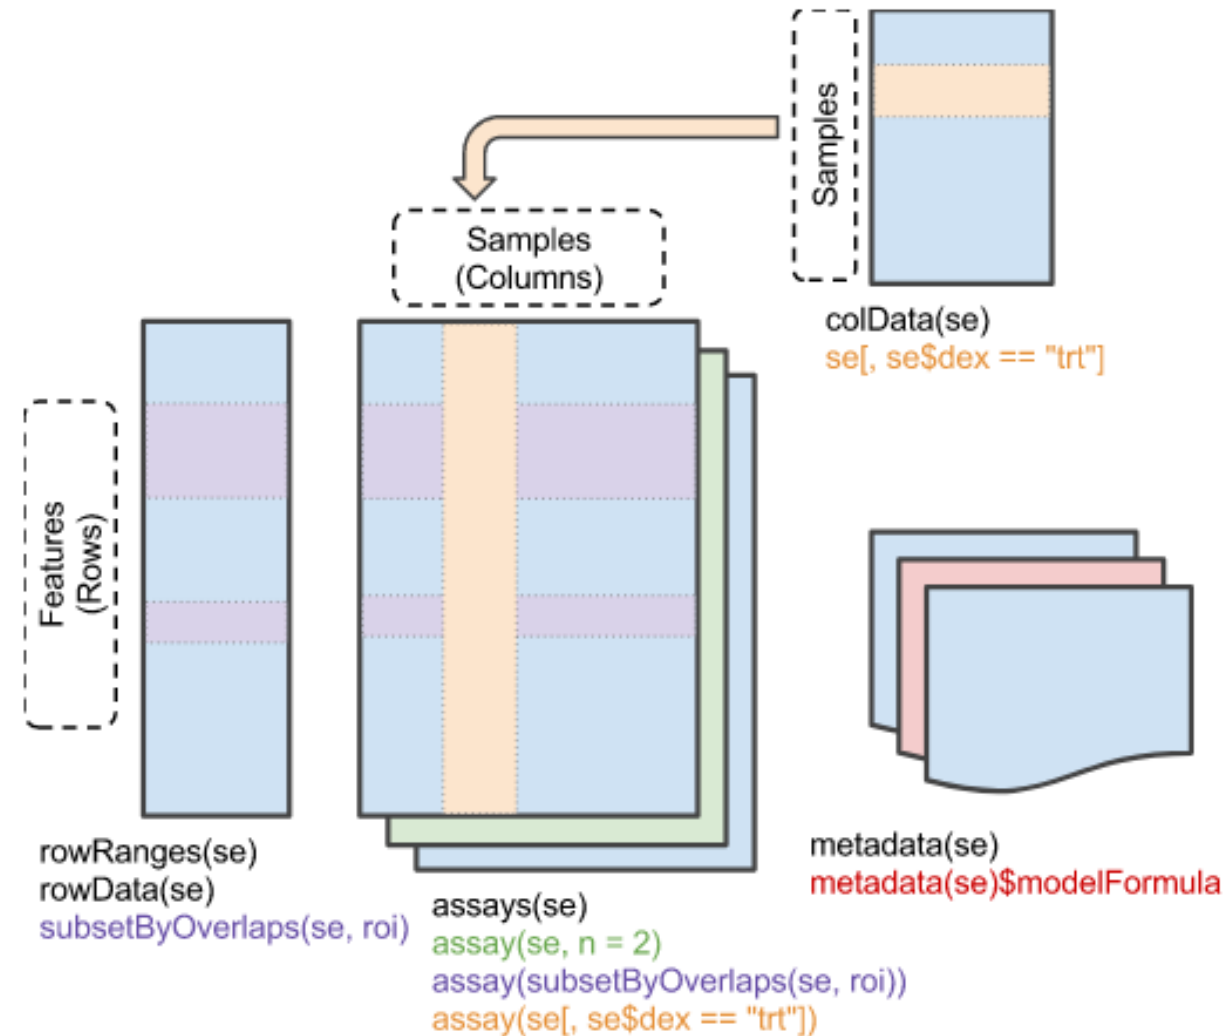 Samples
Samples
(Columns)
colData(se)
se[, se$dex == "trt"]
Features
(Rows)
rowRanges(se)
rowData(se)
subsetByOverlaps(se, roi)
assays(se)
assay(se, n = 2)
assay(subsetByOverlaps(se, roi))
assay(se[, se$dex == "trt"])
metadata(se)
metadata(se)$modelFormula